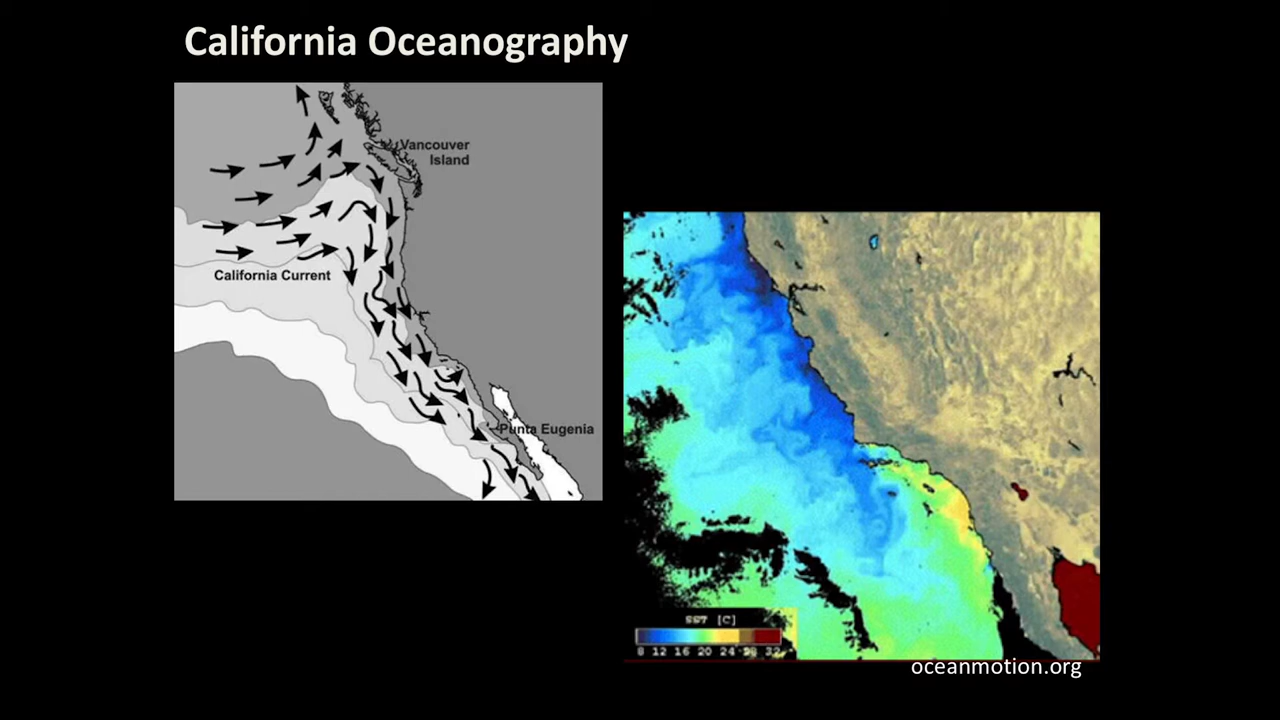 California Oceanography
Vancouver
Island
California Current
Punta Eugenia
SST [C]
8 12 16 20 24 28 32
oceanmotion.org